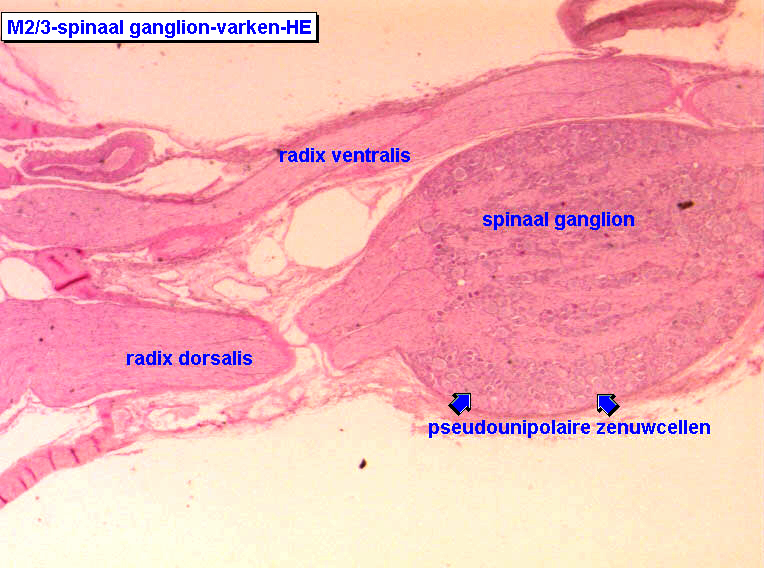 M2/3-spinaal ganglion-varken-HE
radix ventralis
spinaal ganglion
radix dorsalis
pseudounipolaire zenuwcellen